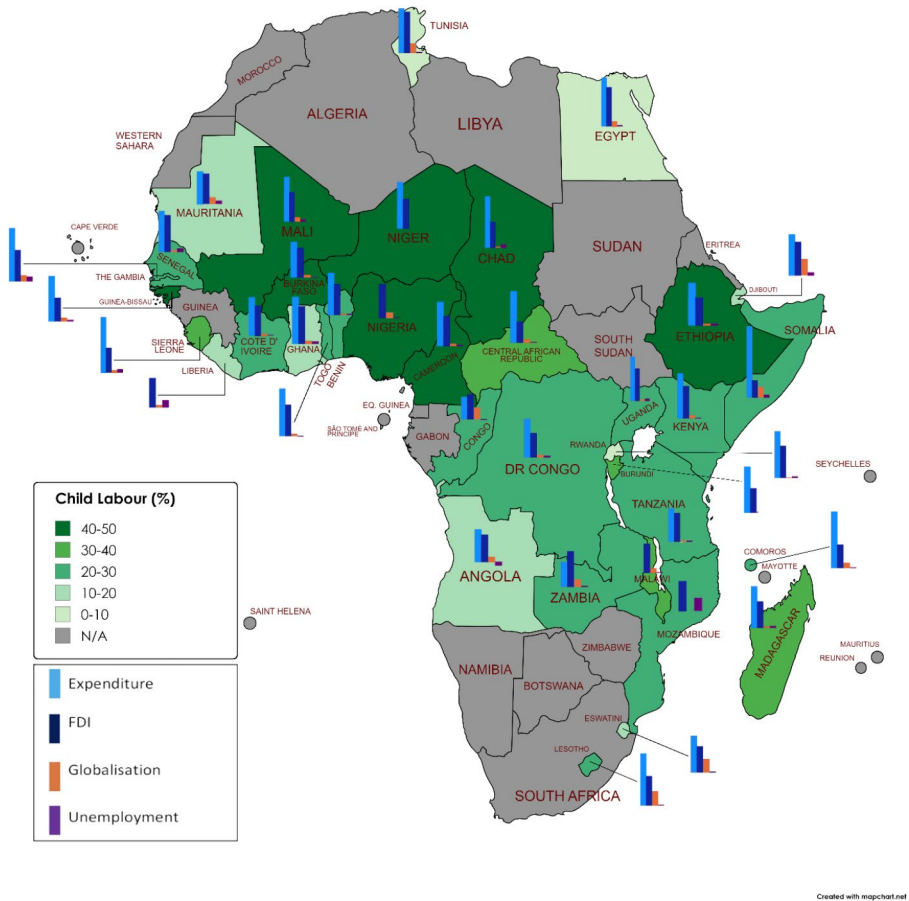 TUNISIA
MOROCCO
ALGERIA
LIBYA
EGYPT
WESTERN
SAHARA
MAURITANIA
MALI
NIGER
CHAD
SUDAN
ERITREA
CAPE VERDE
SENEGAL
THE GAMBIA
GUINEA-BISSAU
GUINEA
BURKINA
FASO
DJIBOUTI
SIERRA
LEONE
LIBERIA
COTE D'
IVOIRE
GHANA
TOGO
BENIN
NIGERIA
CAMEROON
CENTRAL AFRICAN
REPUBLIC
SOUTH
SUDAN
ETHIOPIA
SOMALIA
EQ. GUINEA
SÃO TOMÉ AND
PRÍNCIPE
GABON
CONGO
DR CONGO
UGANDA
KENYA
RWANDA
BURUNDI
TANZANIA
SEYCHELLES
ANGOLA
ZAMBIA
MALAWI
MOZAMBIQUE
COMOROS
MAYOTTE
MADAGASCAR
MAURITIUS
REUNION
SAINT HELENA
NAMIBIA
ZIMBABWE
BOTSWANA
ESWATINI
LESOTHO
SOUTH AFRICA
Child Labour (%)
40-50
30-40
20-30
10-20
0-10
N/A
Expenditure
FDI
Globalisation
Unemployment
Created with mapchart.net